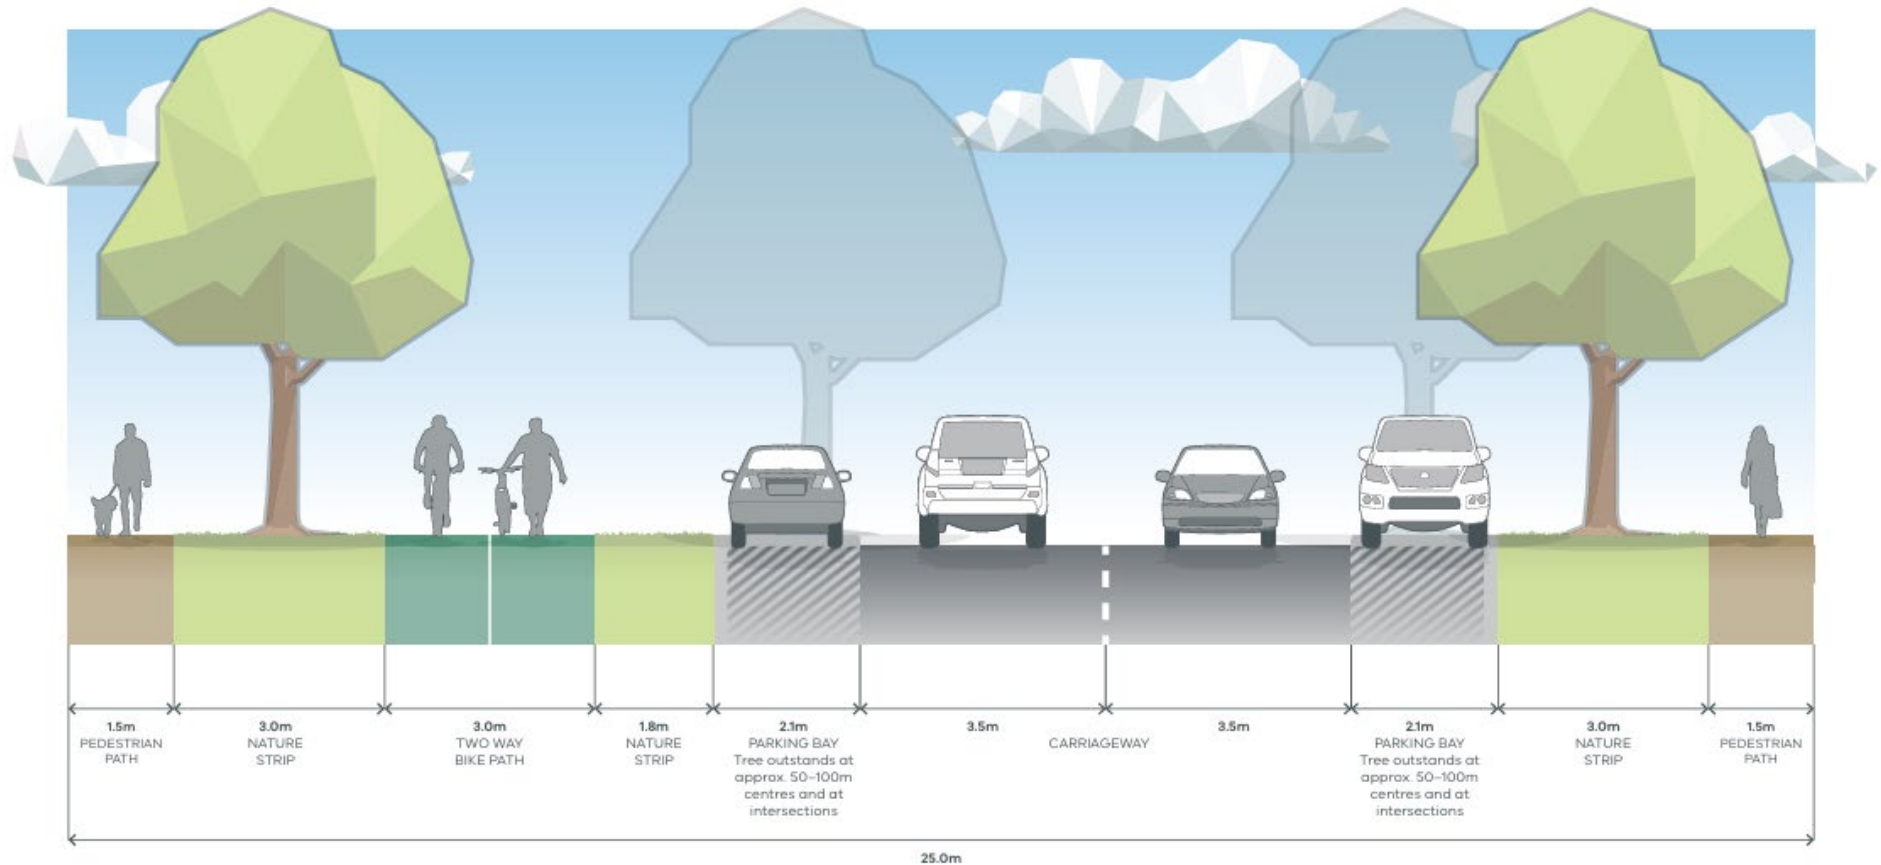 1.5m
PEDESTRIAN
PATH
3.0m
NATURE
STRIP
3.0m
TWO WAY
BIKE PATH
1.8m
NATURE
STRIP
2.1m
PARKING BAY
Tree outstands at
approx. 50–100m
centres and at
intersections
3.5m
CARRIAGEWAY
3.5m
2.1m
PARKING BAY
Tree outstands at
approx. 50–100m
centres and at
intersections
3.0m
NATURE
STRIP
1.5m
PEDESTRIAN
PATH
25.0m